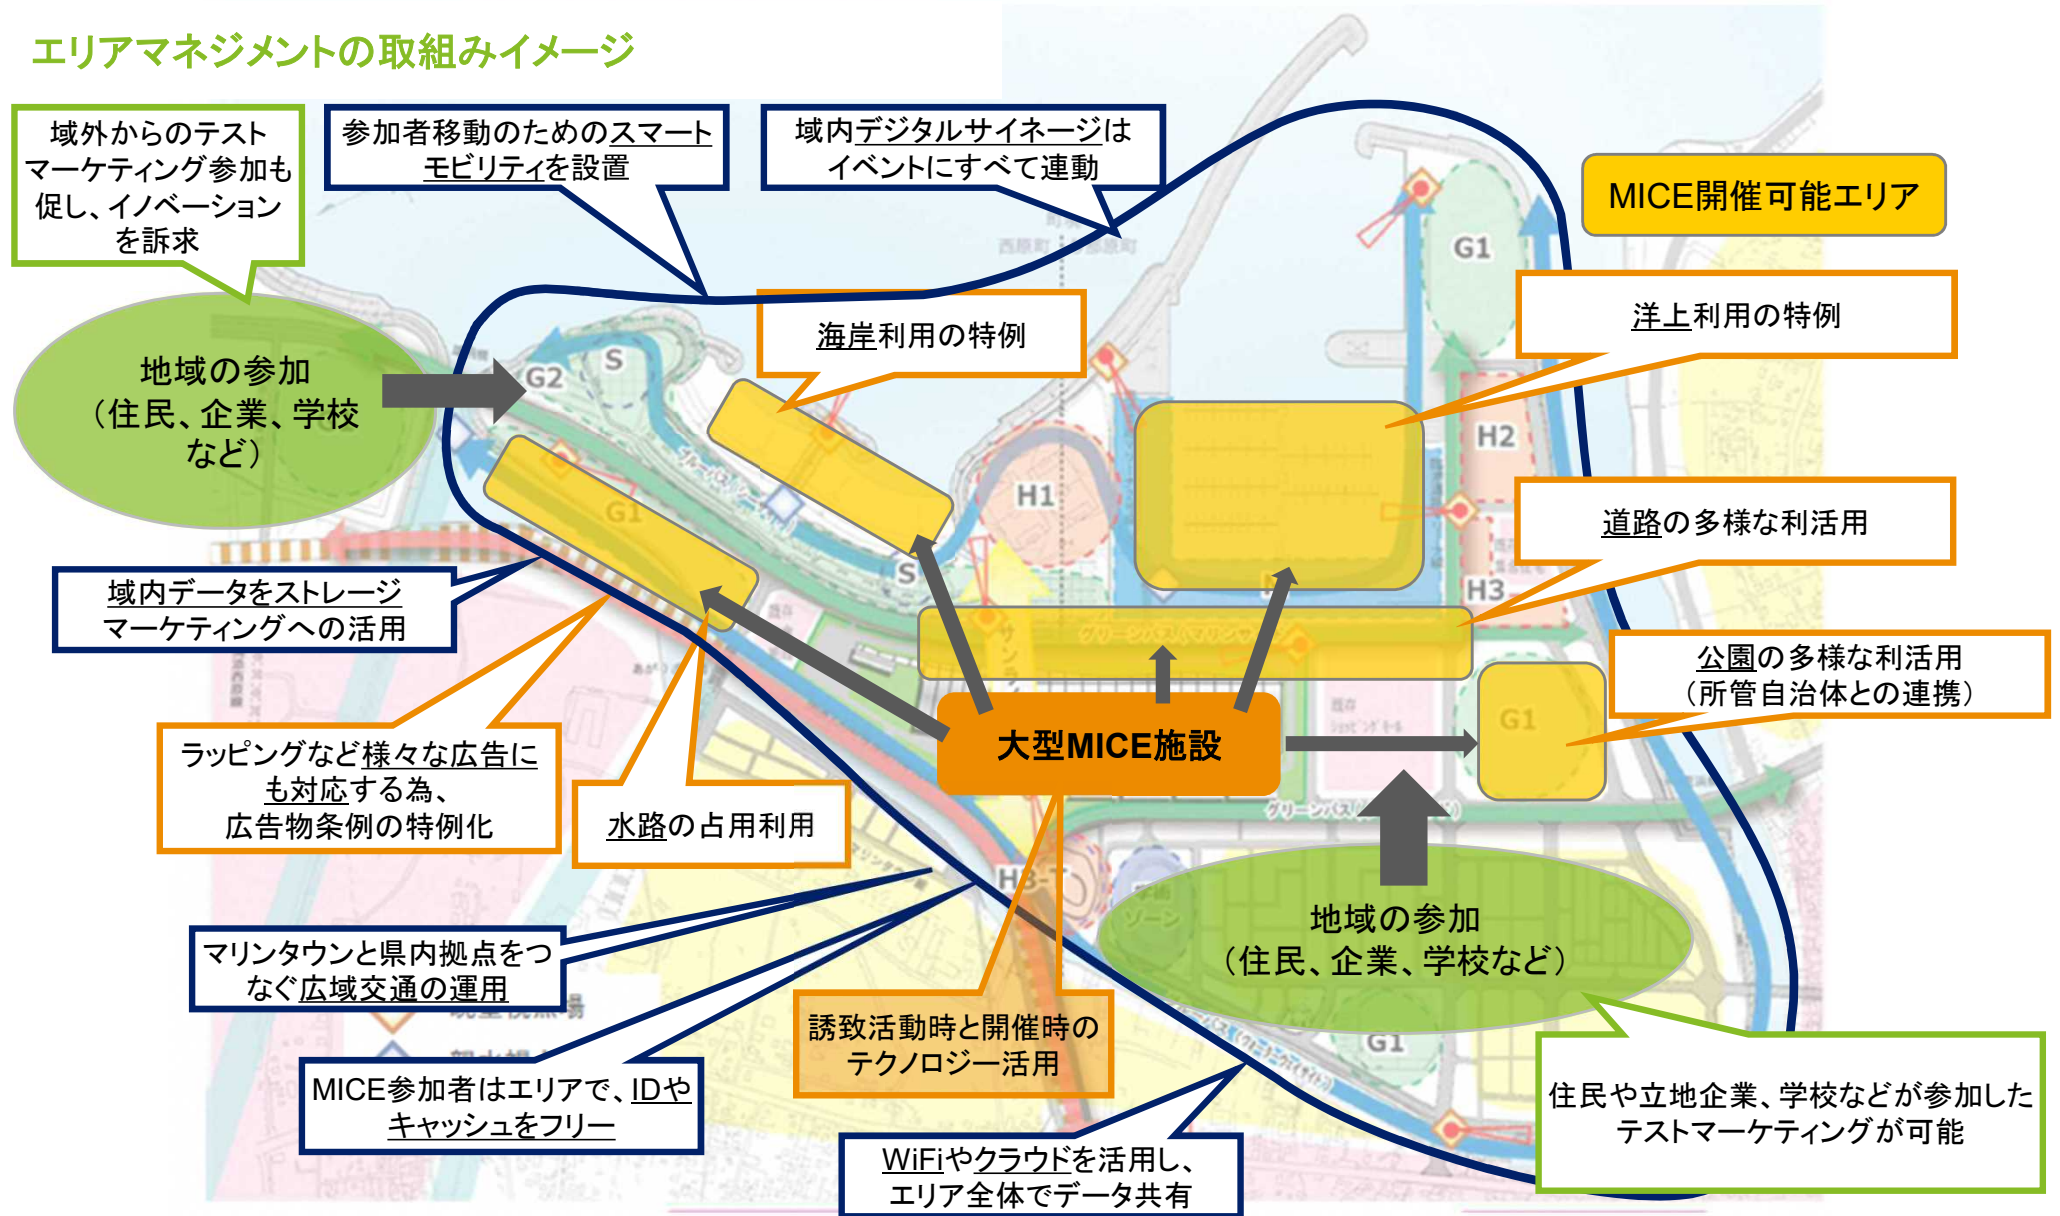 エリアマネジメントの取組みイメージ
域外からのテスト
マーケティング参加も
促し、イノベーション
を訴求
参加者移動のためのスマート
モビリティを設置
域内デジタルサイネージは
イベントにすべて連動
MICE開催可能エリア
西原町
G1
洋上利用の特例
海岸利用の特例
地域の参加
（住民、企業、学校
など）
G2
S
H2
H1
G1
道路の多様な利活用
S
H3
域内データをストレージ
マーケティングへの活用
公園の多様な利活用
（所管自治体との連携）
既存
ショッピングモール
G1
大型MICE施設
ラッピングなど様々な広告に
も対応する為、
広告物条例の特例化
水路の占用利用
地域の参加
（住民、企業、学校など）
マリンタウンと県内拠点をつ
なぐ広域交通の運用
誘致活動時と開催時の
テクノロジー活用
G1
MICE参加者はエリアで、IDや
キャッシュをフリー
住民や立地企業、学校などが参加した
テストマーケティングが可能
WiFiやクラウドを活用し、
エリア全体でデータ共有